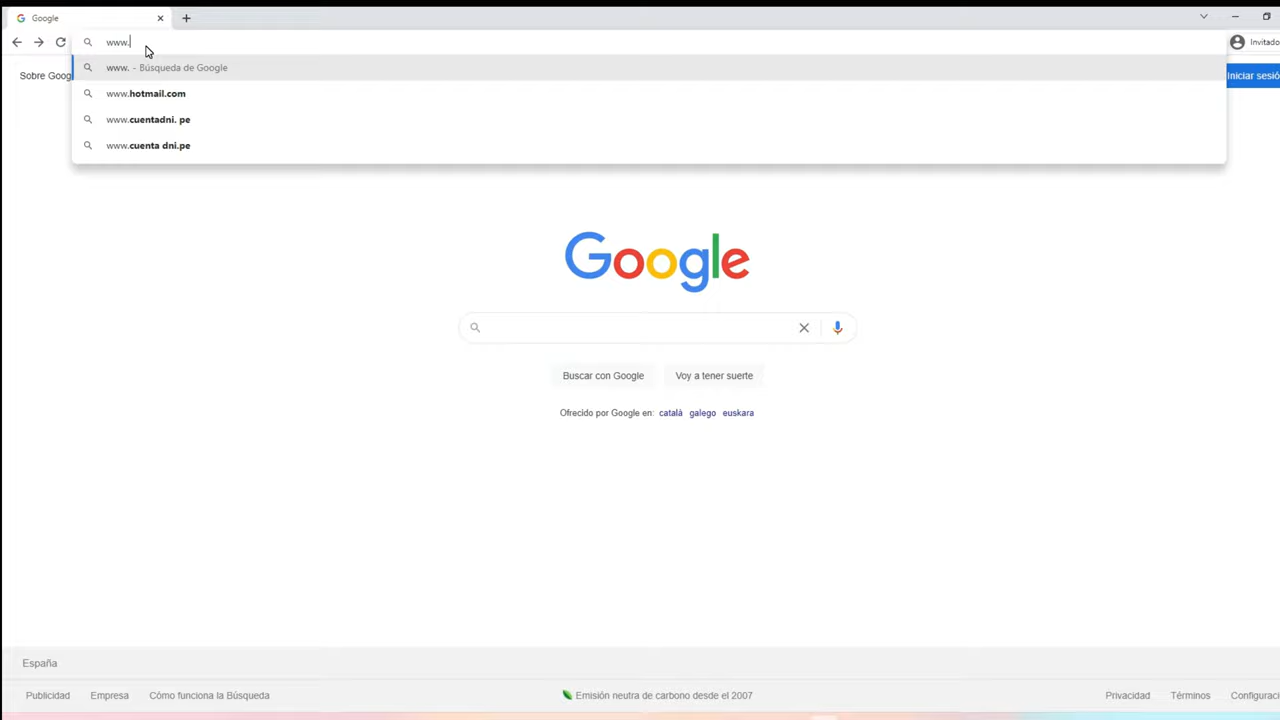 Google
www.
Invitado
www. - Búsqueda de Google
Sobre Goog
Iniciar sesió
www.hotmail.com
www.cuentadni. pe
www.cuenta dni.pe
Google
Buscar con Google
Voy a tener suerte
Ofrecido por Google en: català galego euskara
España
Publicidad Empresa Cómo funciona la Búsqueda
Emisión neutra de carbono desde el 2007
Privacidad Términos Configuraci